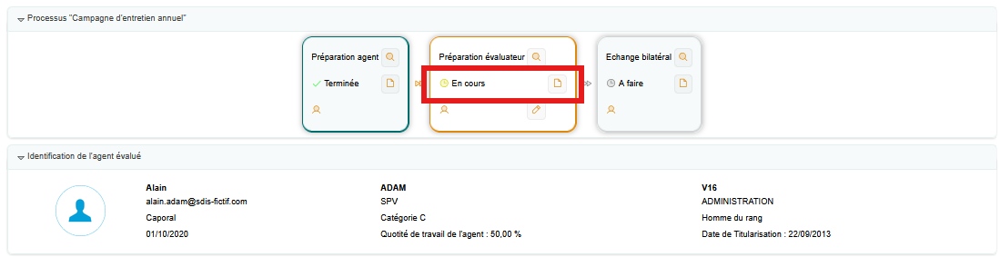 Processus "Campagne d'entretien annuel"
Préparation agent
Terminée
Préparation évaluateur
En cours
Echange bilatéral
A faire
Identification de l'agent évalué
Alain
alain.adam@sdis-fictif.com
Caporal
01/10/2020
ADAM
SPV
Catégorie C
Quotité de travail de l'agent : 50,00 %
V16
ADMINISTRATION
Homme du rang
Date de Titularisation : 22/09/2013